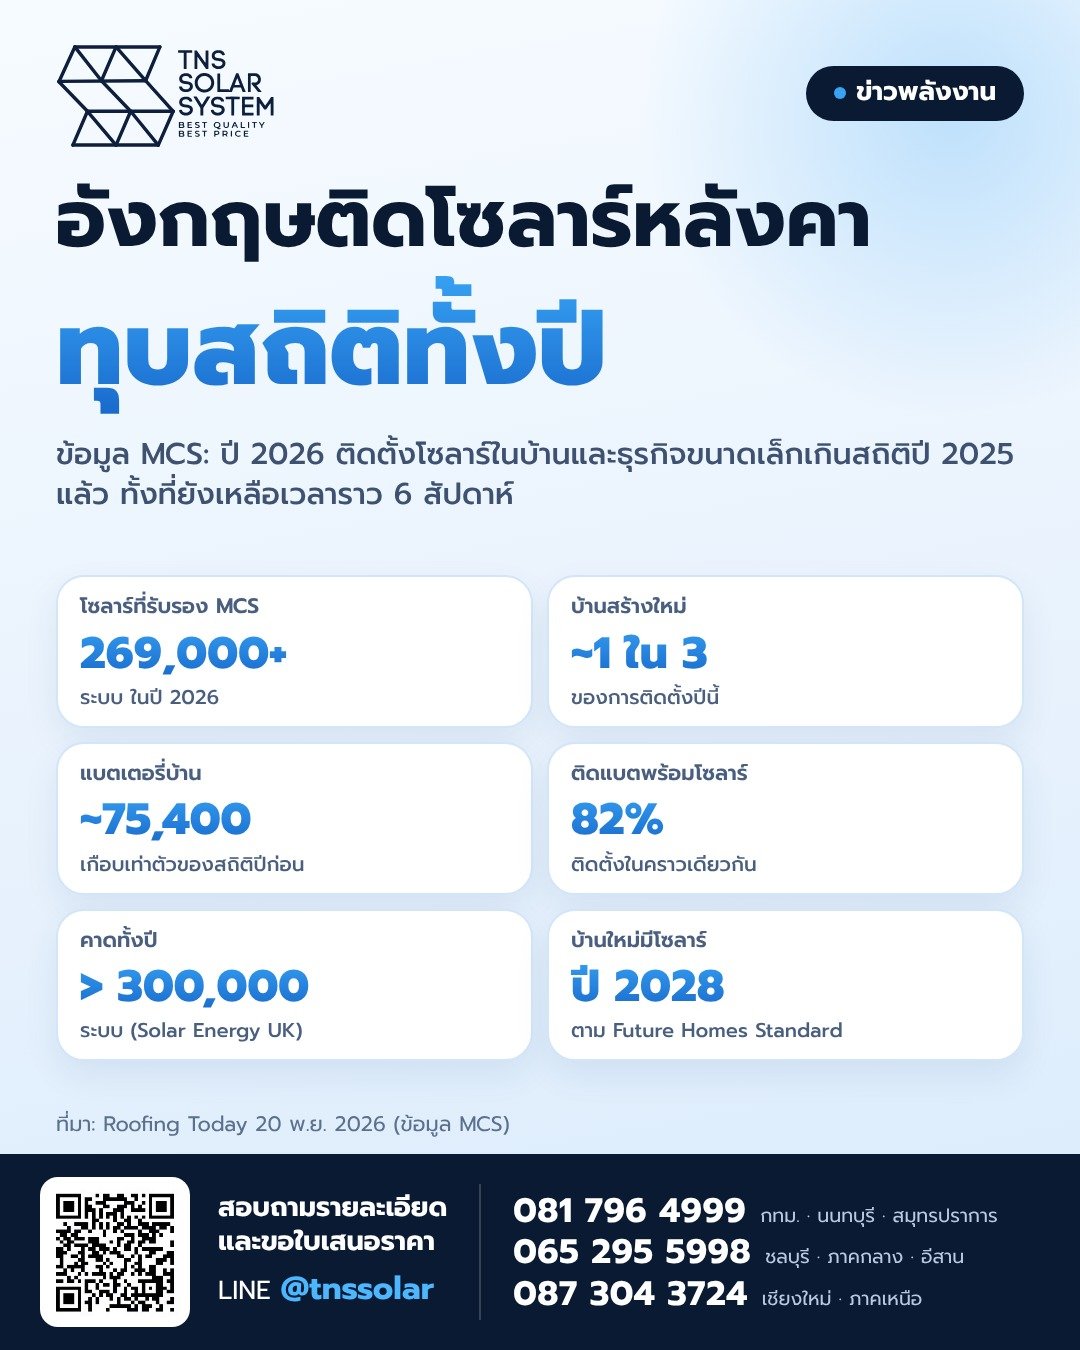 TNS
SOLAR
SYSTEM
BEST QUALITY
BEST PRICE
ข่าวพลังงาน
อังกฤษติดโซลาร์หลังคา
ทุบสถิติทั้งปี
ข้อมูล MCS: ปี 2026 ติดตั้งโซลาร์ในบ้านและธุรกิจขนาดเล็กเกินสถิติปี 2025
แล้ว ทั้งที่ยังเหลือเวลาราว 6 สัปดาห์
โซลาร์ที่รับรอง MCS
269,000+
ระบบ ในปี 2026
บ้านสร้างใหม่
~1 ใน 3
ของการติดตั้งปีนี้
แบตเตอรี่บ้าน
~75,400
เกือบเท่าตัวของสถิติปีก่อน
ติดแบตพร้อมโซลาร์
82%
ติดตั้งในคราวเดียวกัน
คาดทั้งปี
> 300,000
ระบบ (Solar Energy UK)
บ้านใหม่มีโซลาร์
ปี 2028
ตาม Future Homes Standard
ที่มา: Roofing Today 20 พ.ย. 2026 (ข้อมูล MCS)
สอบถามรายละเอียด
และขอใบเสนอราคา
LINE @tnssolar
081 796 4999 กทม. · นนทบุรี · สมุทรปราการ
065 295 5998 ชลบุรี · ภาคกลาง · อีสาน
087 304 3724 เชียงใหม่ · ภาคเหนือ